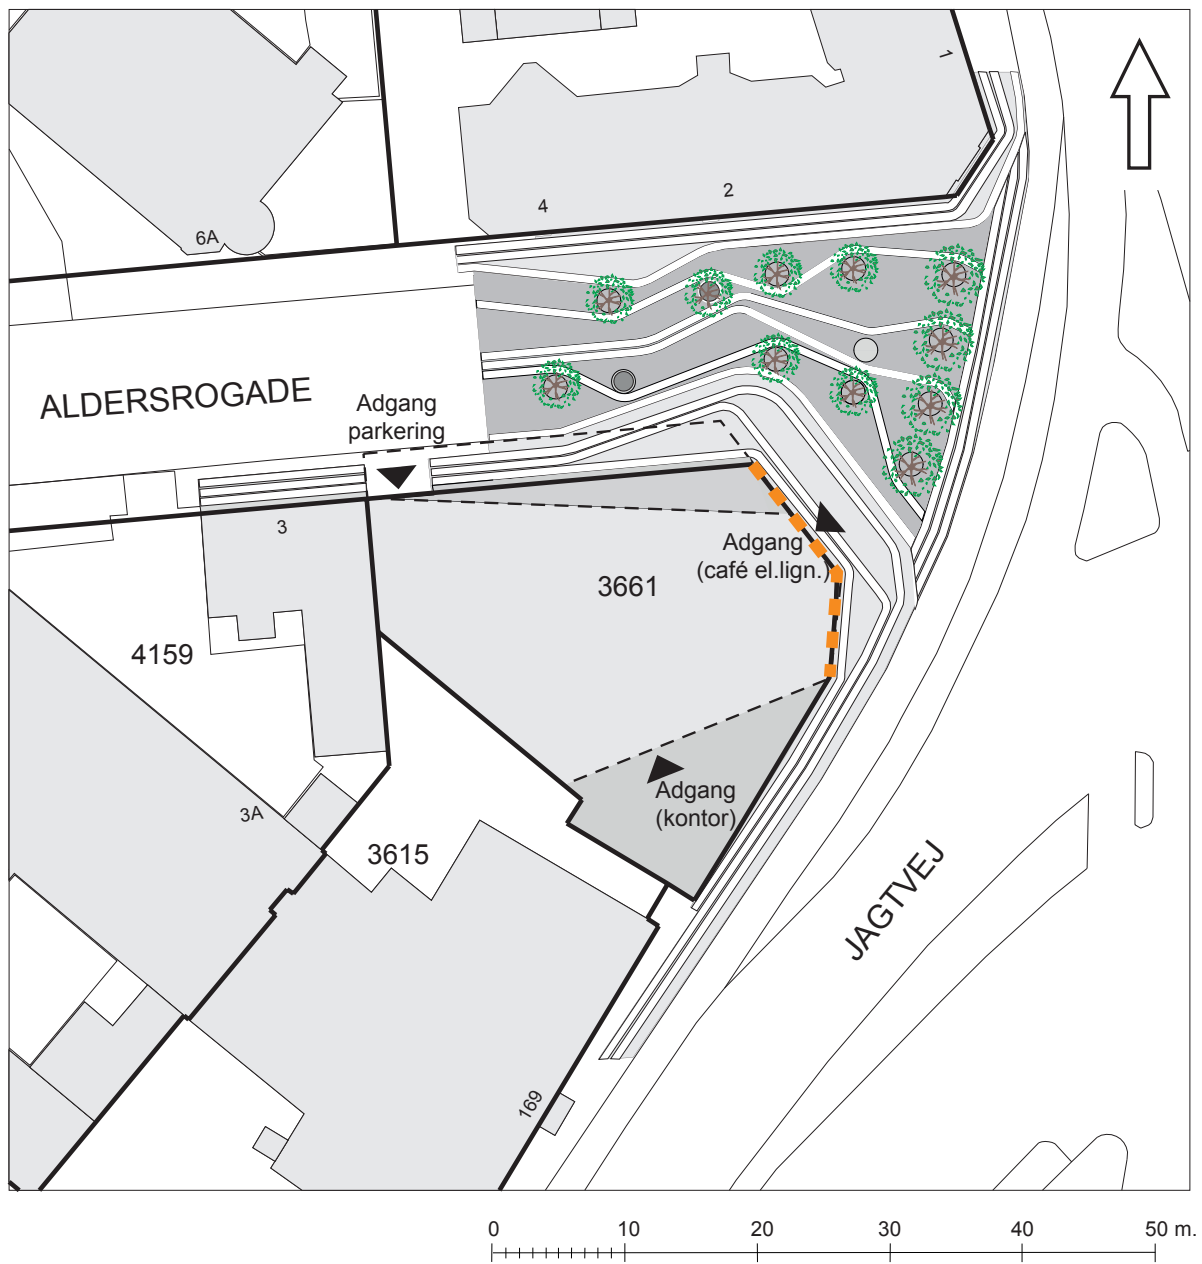 1
2
4
6A
ALDERSROGADE
Adgang
parkering
3
Adgang
(café el.lign.)
3661
4159
Adgang
(kontor)
3A
3615
JAGTVEJ
169
0 10 20 30 40 50 m.